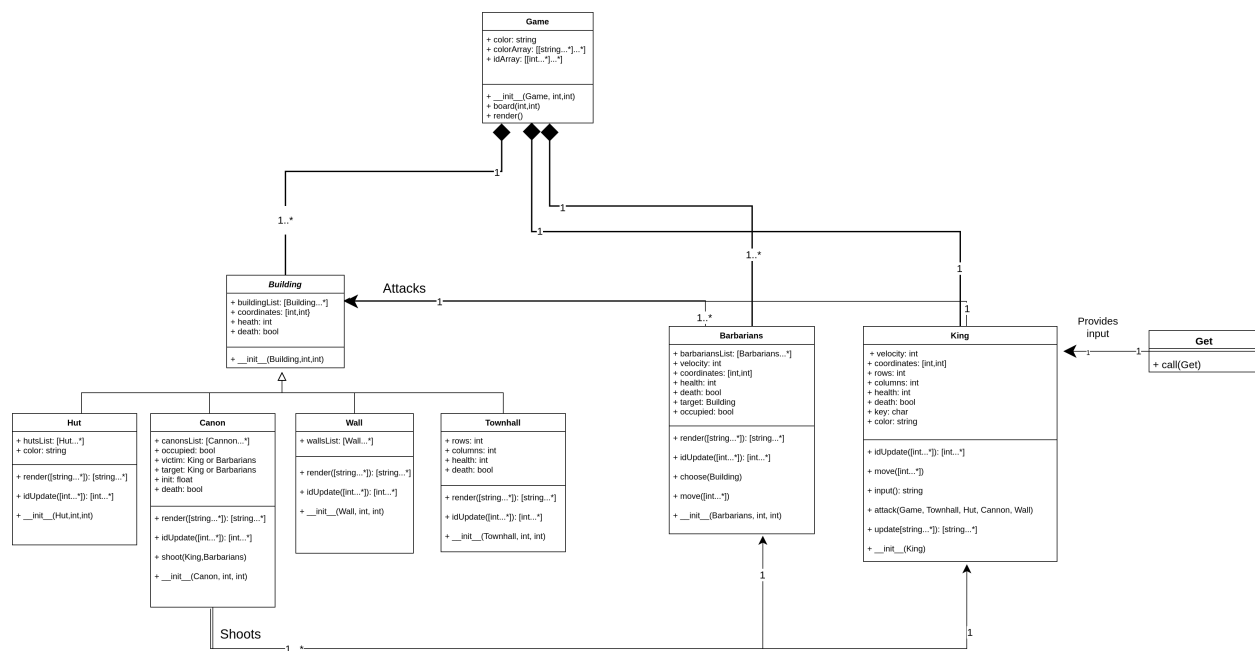 Game
+ color: string
+ colorArray: [[string...*]...*]
+ idArray: [[int...*]...*]
+ __init__(Game, int,int)
+ board(int,int)
+ render()
1
1
1
1..*
1..*
1
Building
+ buildingList: [Building...*]
+ coordinates: [int,int}
+ heath: int
+ death: bool
+ __init__(Building,int,int)
Attacks
1
1..*
1
Barbarians
+ barbariansList: [Barbarians...*]
+ velocity: int
+ coordinates: [int,int]
+ health: int
+ death: bool
+ target: Building
+ occupied: bool
+ render([string...*]): [string...*]
+ idUpdate([int...*]): [int...*]
+ choose(Building)
+ move([int...*])
+ __init__(Barbarians, int, int)
King
+ velocity: int
+ coordinates: [int,int]
+ rows: int
+ columns: int
+ health: int
+ death: bool
+ key: char
+ color: string
+ idUpdate([int...*]): [int...*]
+ move([int...*])
+ input(): string
+ attack(Game, Townhall, Hut, Cannon, Wall)
+ update[string...*]): [string...*]
+ __init__(King)
Provides
input
1
1
Get
+ call(Get)
Hut
+ hutsList: [Hut...*]
+ color: string
+ render([string...*]): [string...*]
+ idUpdate([int...*]): [int...*]
+ __init__(Hut,int,int)
Canon
+ canonsList: [Cannon...*]
+ occupied: bool
+ victim: King or Barbarians
+ target: King or Barbarians
+ init: float
+ death: bool
+ render([string...*]): [string...*]
+ idUpdate([int...*]): [int...*]
+ shoot(King,Barbarians)
+ __init__(Canon, int, int)
Wall
+ wallsList: [Wall...*]
+ render([string...*]): [string...*]
+ idUpdate([int...*]): [int...*]
+ __init__(Wall, int, int)
Townhall
+ rows: int
+ columns: int
+ health: int
+ death: bool
+ render([string...*]): [string...*]
+ idUpdate([int...*]): [int...*]
+ __init__(Townhall, int, int)
1
1
Shoots
1...*